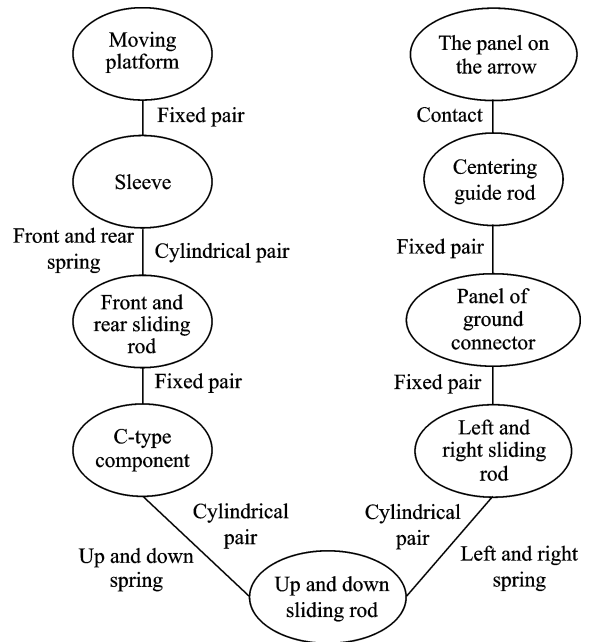 Moving
platform
Fixed pair
Sleeve
Front and rear
spring
Cylindrical pair
Front and
rear sliding
rod
Fixed pair
C-type
component
Cylindrical
pair
Up and down
spring
Up and down
sliding rod
The panel on
the arrow
Contact
Centering
guide rod
Fixed pair
Panel of
ground
connector
Fixed pair
Left and
right sliding
rod
Cylindrical
pair
Left and right
spring